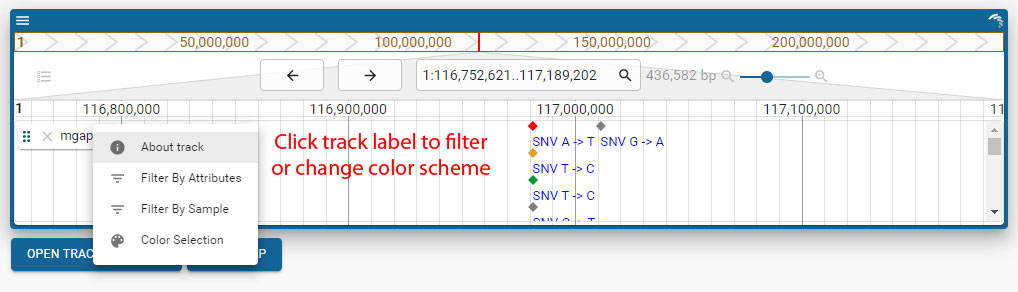 1 50,000,000 100,000,000 150,000,000 200,000,000
1:116,752,621..117,189,202 436,582 bp
1 116,800,000 116,900,000 117,000,000 117,100,000
mgap
About track
Filter By Attributes
Filter By Sample
Color Selection
Click track label to filter
or change color scheme
SNV A -> T SNV G -> A
SNV T -> C
SNV T -> C
OPEN